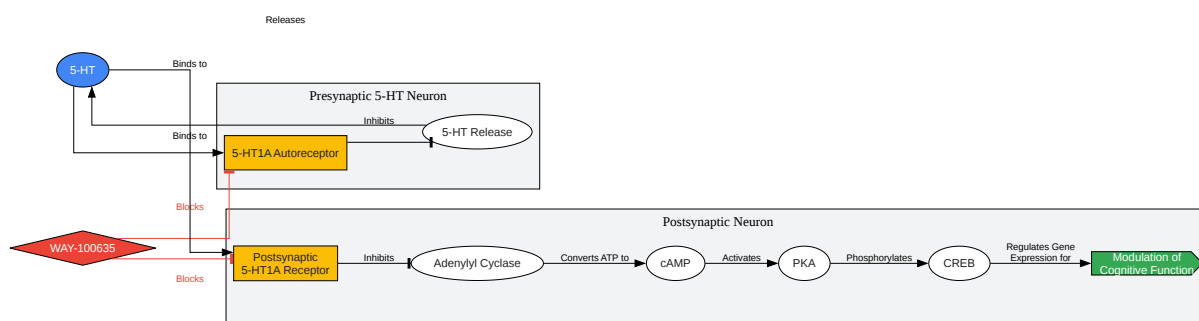 Releases
5-HT
Binds to
Presynaptic 5-HT Neuron
Inhibits
5-HT Release
Binds to
5-HT1A Autoreceptor
Blocks
Postsynaptic Neuron
WAY-100635
Postsynaptic
5-HT1A Receptor
Inhibits
Adenylyl Cyclase
Converts ATP to
cAMP
Activates
PKA
Phosphorylates
CREB
Regulates Gene
Expression for
Modulation of
Cognitive Function
Blocks